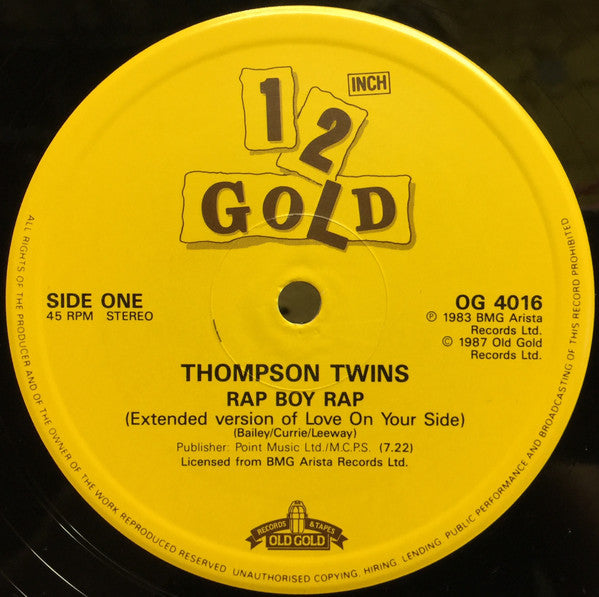 12 INCH
GOLD
SIDE ONE
45 RPM STEREO
OG 4016
℗ 1983 BMG Arista
Records Ltd.
© 1987 Old Gold
Records Ltd.
THOMPSON TWINS
RAP BOY RAP
(Extended version of Love On Your Side)
(Bailey/Currie/Leeway)
Publisher: Point Music Ltd./M.C.P.S. (7.22)
Licensed from BMG Arista Records Ltd.
RECORDS & TAPES
OLD GOLD
ALL RIGHTS OF THE PRODUCER AND OF THE OWNER OF THE WORK REPRODUCED RESERVED. UNAUTHORISED COPYING, HIRING, LENDING, PUBLIC PERFORMANCE AND BROADCASTING OF THIS RECORD PROHIBITED